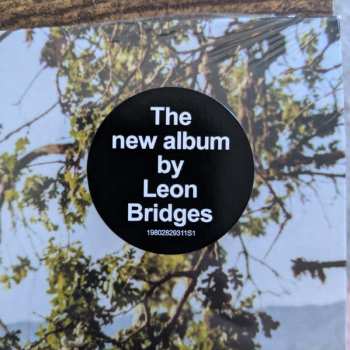 The
new album
by
Leon
Bridges
19802829311S1